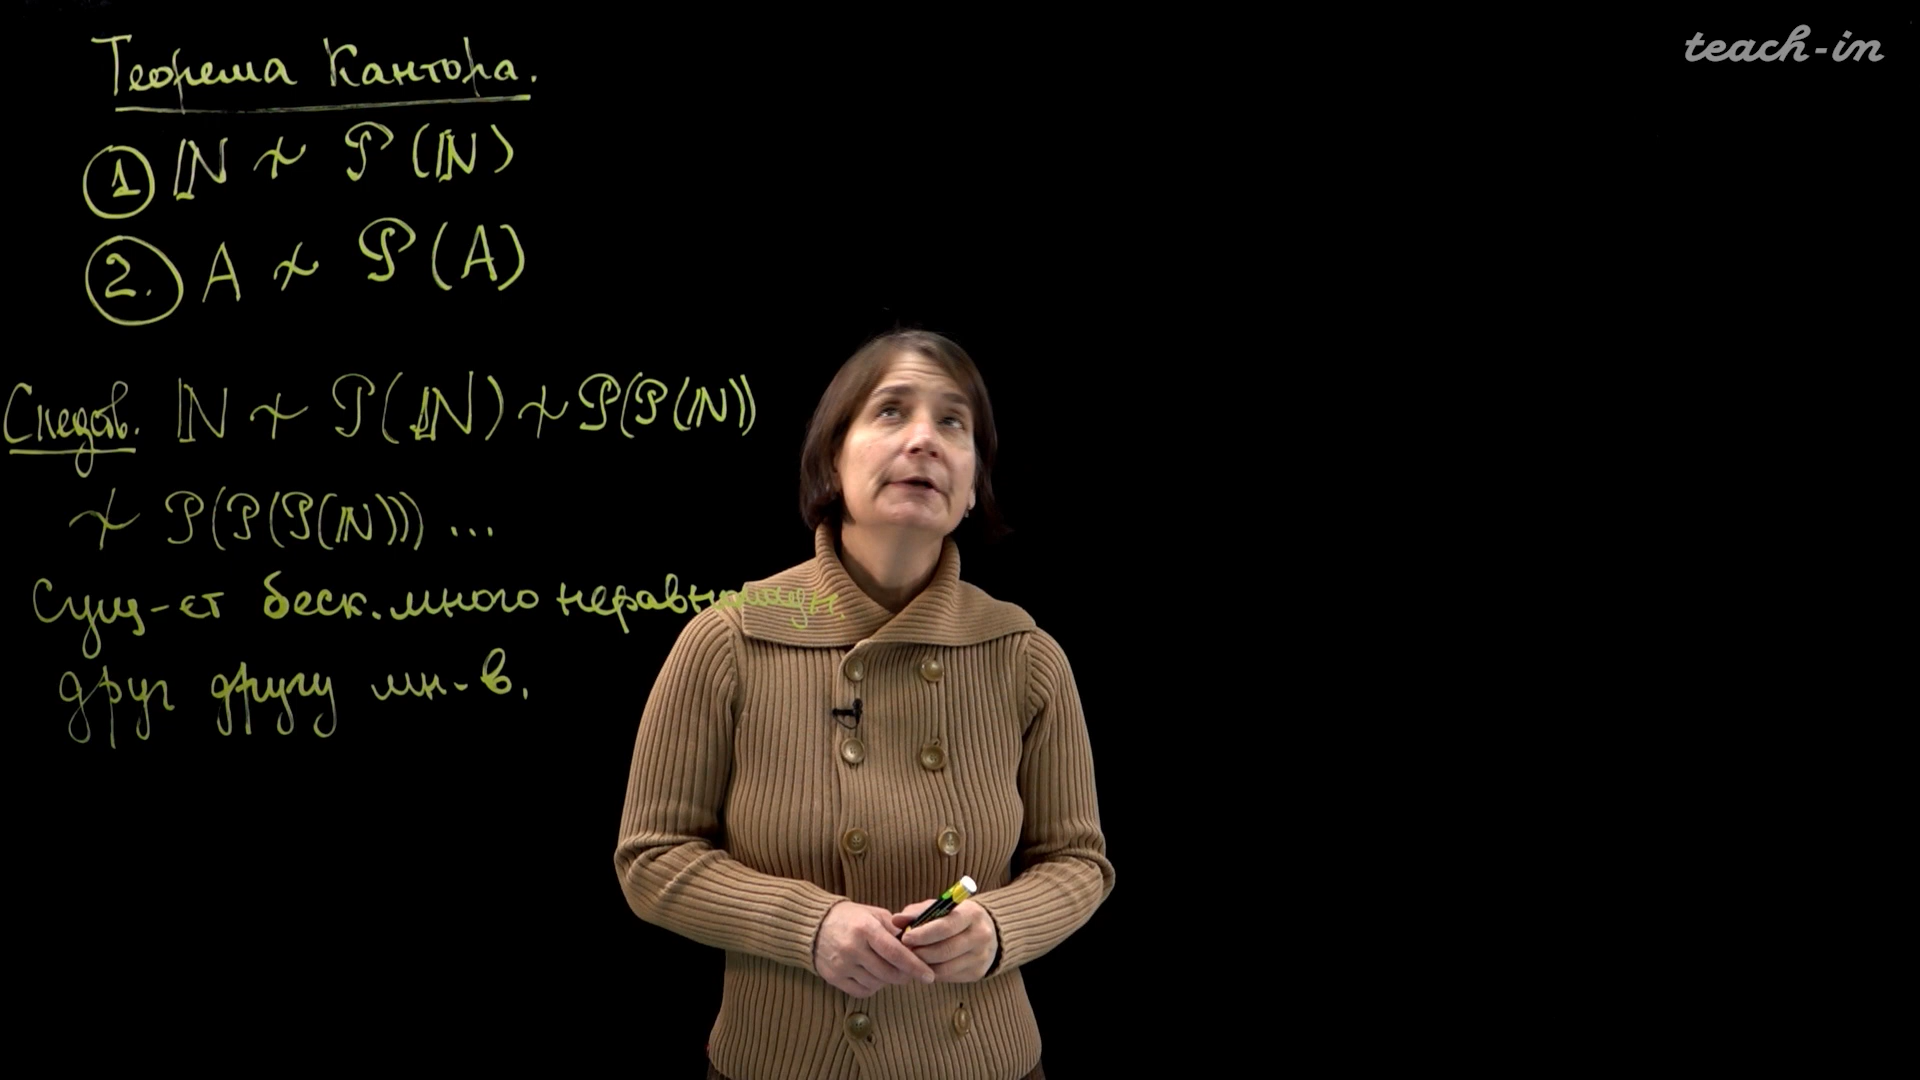 Теорема Кантора.
① ℕ ≁ 𝒫(ℕ)
② A ≁ 𝒫(A)
Следств. ℕ ≁ 𝒫(ℕ) ≁ 𝒫(𝒫(ℕ))
≁ 𝒫(𝒫(𝒫(ℕ))) ...
Сущ-ет беск. много неравномощн.
друг другу мн-в.
teach-in